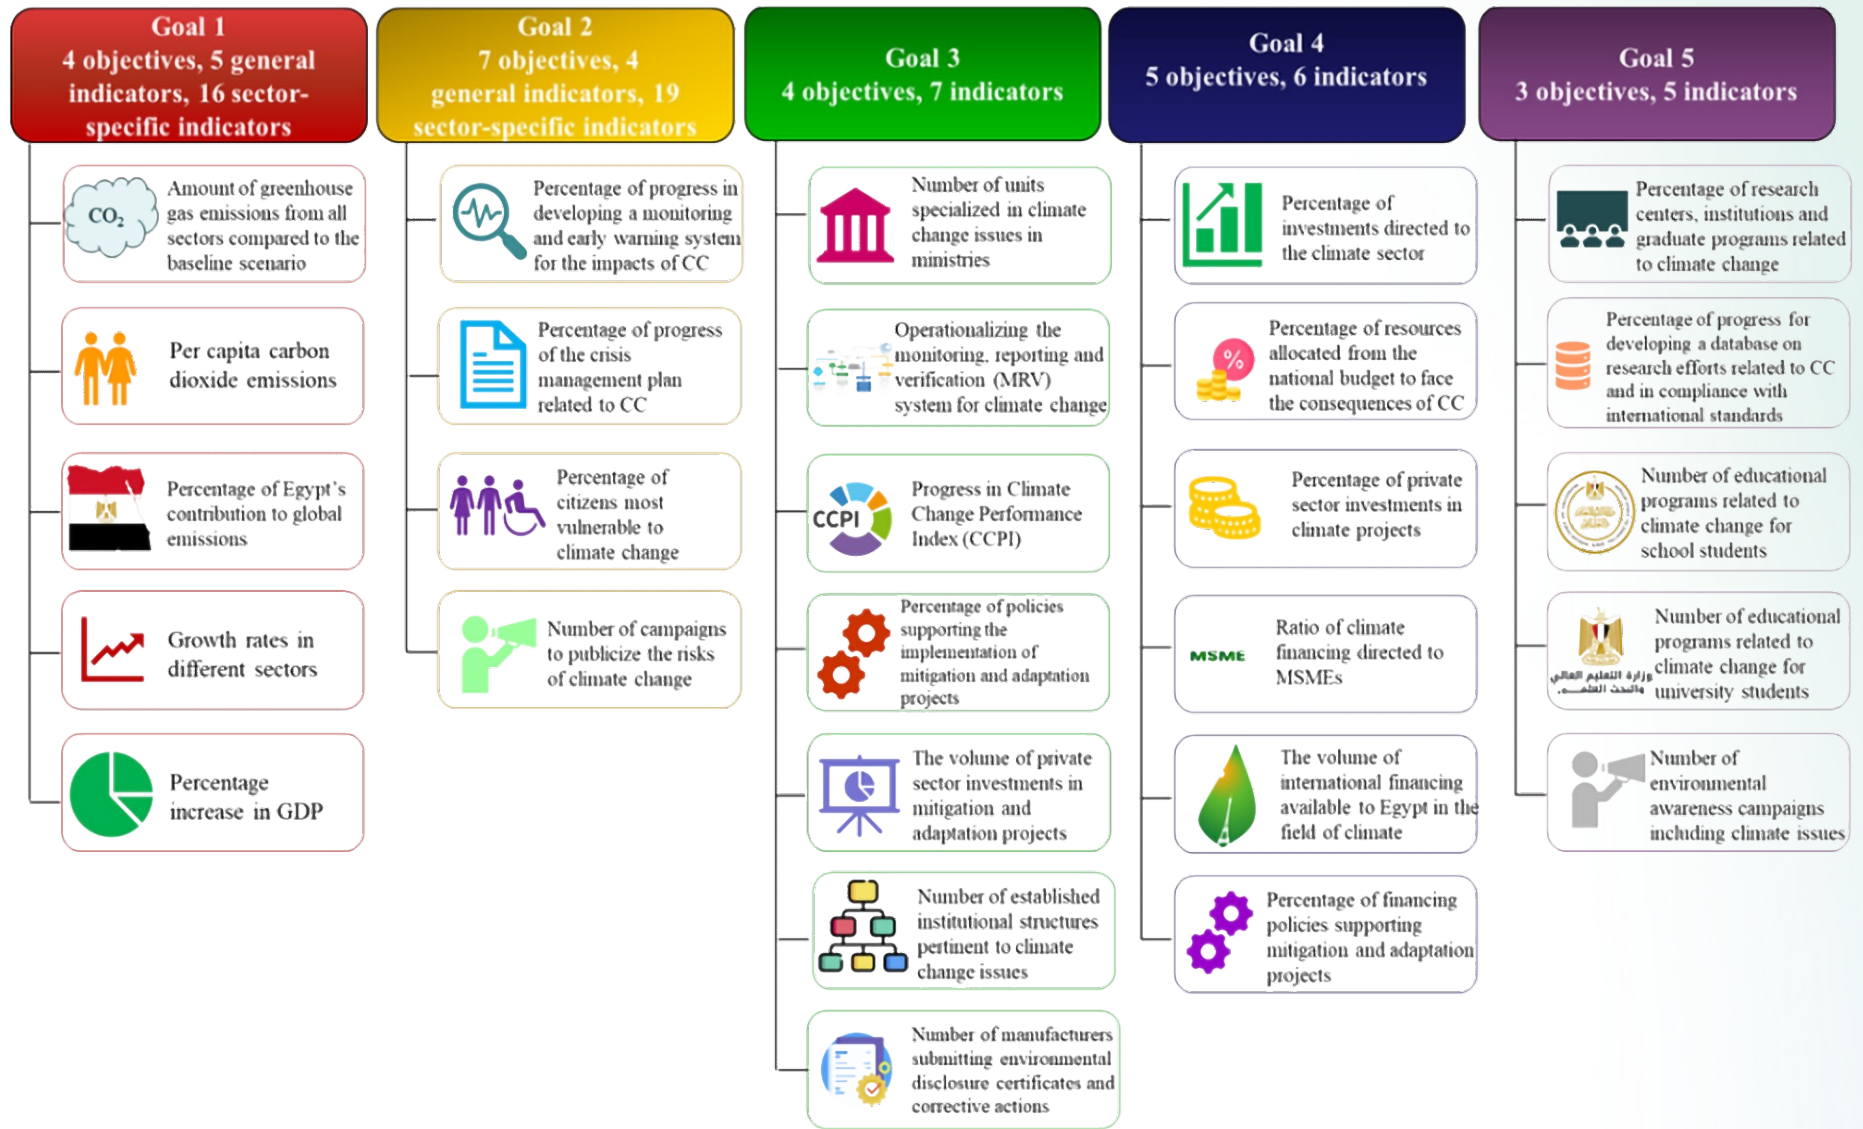 Goal 1
4 objectives, 5 general
indicators, 16 sector-
specific indicators
CO₂
Amount of greenhouse
gas emissions from all
sectors compared to the
baseline scenario
Per capita carbon
dioxide emissions
Percentage of Egypt's
contribution to global
emissions
Growth rates in
different sectors
Percentage
increase in GDP
Goal 2
7 objectives, 4
general indicators, 19
sector-specific indicators
Percentage of progress in
developing a monitoring
and early warning system
for the impacts of CC
Percentage of progress
of the crisis
management plan
related to CC
Percentage of
citizens most
vulnerable to
climate change
Number of campaigns
to publicize the risks
of climate change
Goal 3
4 objectives, 7 indicators
Number of units
specialized in climate
change issues in
ministries
Operationalizing the
monitoring, reporting and
verification (MRV)
system for climate change
CCPI
Progress in Climate
Change Performance
Index (CCPI)
Percentage of policies
supporting the
implementation of
mitigation and adaptation
projects
The volume of private
sector investments in
mitigation and
adaptation projects
Number of established
institutional structures
pertinent to climate
change issues
Number of manufacturers
submitting environmental
disclosure certificates and
corrective actions
Goal 4
5 objectives, 6 indicators
Percentage of
investments directed to
the climate sector
%
Percentage of resources
allocated from the
national budget to face
the consequences of CC
Percentage of private
sector investments in
climate projects
MSME
Ratio of climate
financing directed to
MSMEs
The volume of
international financing
available to Egypt in the
field of climate
Percentage of financing
policies supporting
mitigation and adaptation
projects
Goal 5
3 objectives, 5 indicators
Percentage of research
centers, institutions and
graduate programs related
to climate change
Percentage of progress for
developing a database on
research efforts related to CC
and in compliance with
international standards
Number of educational
programs related to
climate change for
school students
Number of educational
programs related to
climate change for
university students
وزارة التعليم العالي
والبحث العلمي
Number of
environmental
awareness campaigns
including climate issues